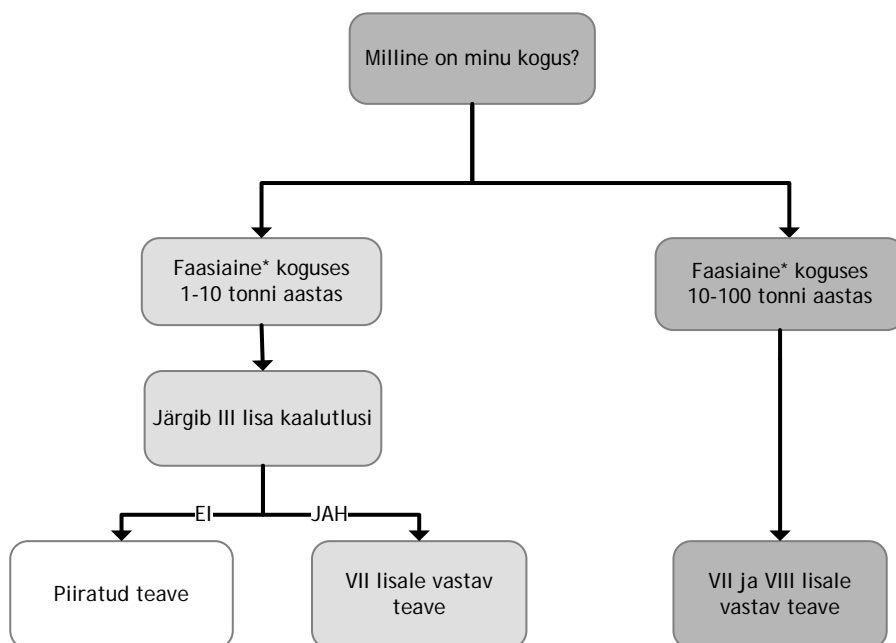 Milline on minu kogus?
Faasiaine* koguses
1-10 tonni aastas
Faasiaine* koguses
10-100 tonni aastas
Järgib III lisa kaalutlusi
EI
JAH
Piiratud teave
VII lisale vastav
teave
VII ja VIII lisale
vastav teave